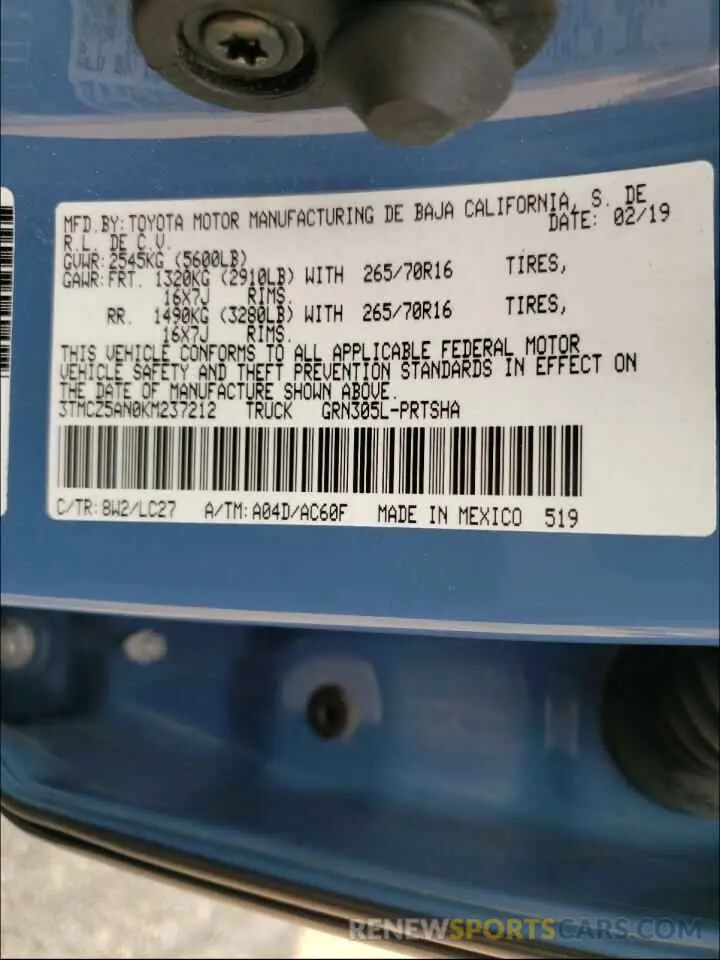 MFD.BY: TOYOTA MOTOR MANUFACTURING DE BAJA CALIFORNIA, S. DE
R.L. DE C.V. DATE: 02/19
GVWR: 2545KG (5600LB)
GAWR: FRT. 1320KG (2910LB) WITH 265/70R16 TIRES,
16X7J RIMS.
RR. 1490KG (3280LB) WITH 265/70R16 TIRES,
16X7J RIMS.
THIS VEHICLE CONFORMS TO ALL APPLICABLE FEDERAL MOTOR
VEHICLE SAFETY AND THEFT PREVENTION STANDARDS IN EFFECT ON
THE DATE OF MANUFACTURE SHOWN ABOVE.
3TMCZ5AN0KM237212 TRUCK GRN305L-PRTSHA
C/TR: 8W2/LC27 A/TM: A04D/AC60F MADE IN MEXICO 519
RENEWSPORTSCARS.COM